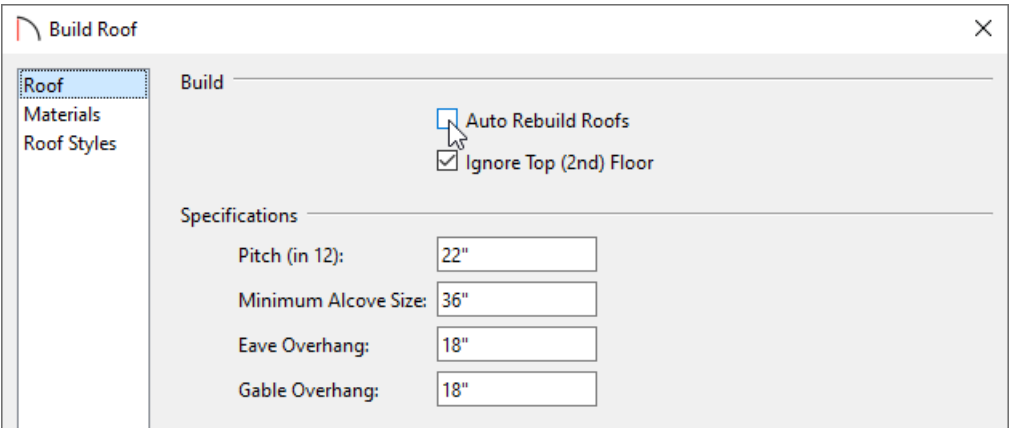 Build Roof
Roof
Materials
Roof Styles
Build
Auto Rebuild Roofs
Ignore Top (2nd) Floor
Specifications
Pitch (in 12): 22"
Minimum Alcove Size: 36"
Eave Overhang: 18"
Gable Overhang: 18"